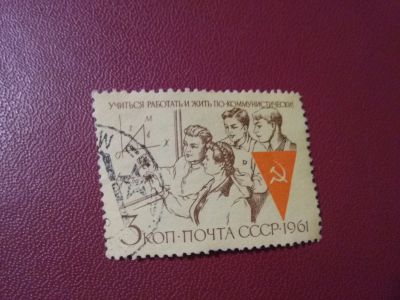 УЧИТЬСЯ РАБОТАТЬ И ЖИТЬ ПО-КОММУНИСТИЧЕСКИ
М
в
О
х
3 КОП·ПОЧТА СССР·1961